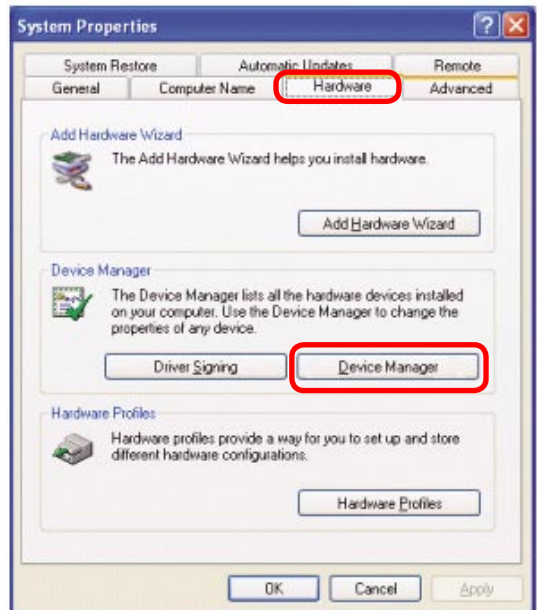 System Properties
System Restore Automatic Updates Remote
General Computer Name Hardware Advanced
Add Hardware Wizard
The Add Hardware Wizard helps you install hardware.
Add Hardware Wizard
Device Manager
The Device Manager lists all the hardware devices installed
on your computer. Use the Device Manager to change the
properties of any device.
Driver Signing Device Manager
Hardware Profiles
Hardware profiles provide a way for you to set up and store
different hardware configurations.
Hardware Profiles
OK Cancel Apply